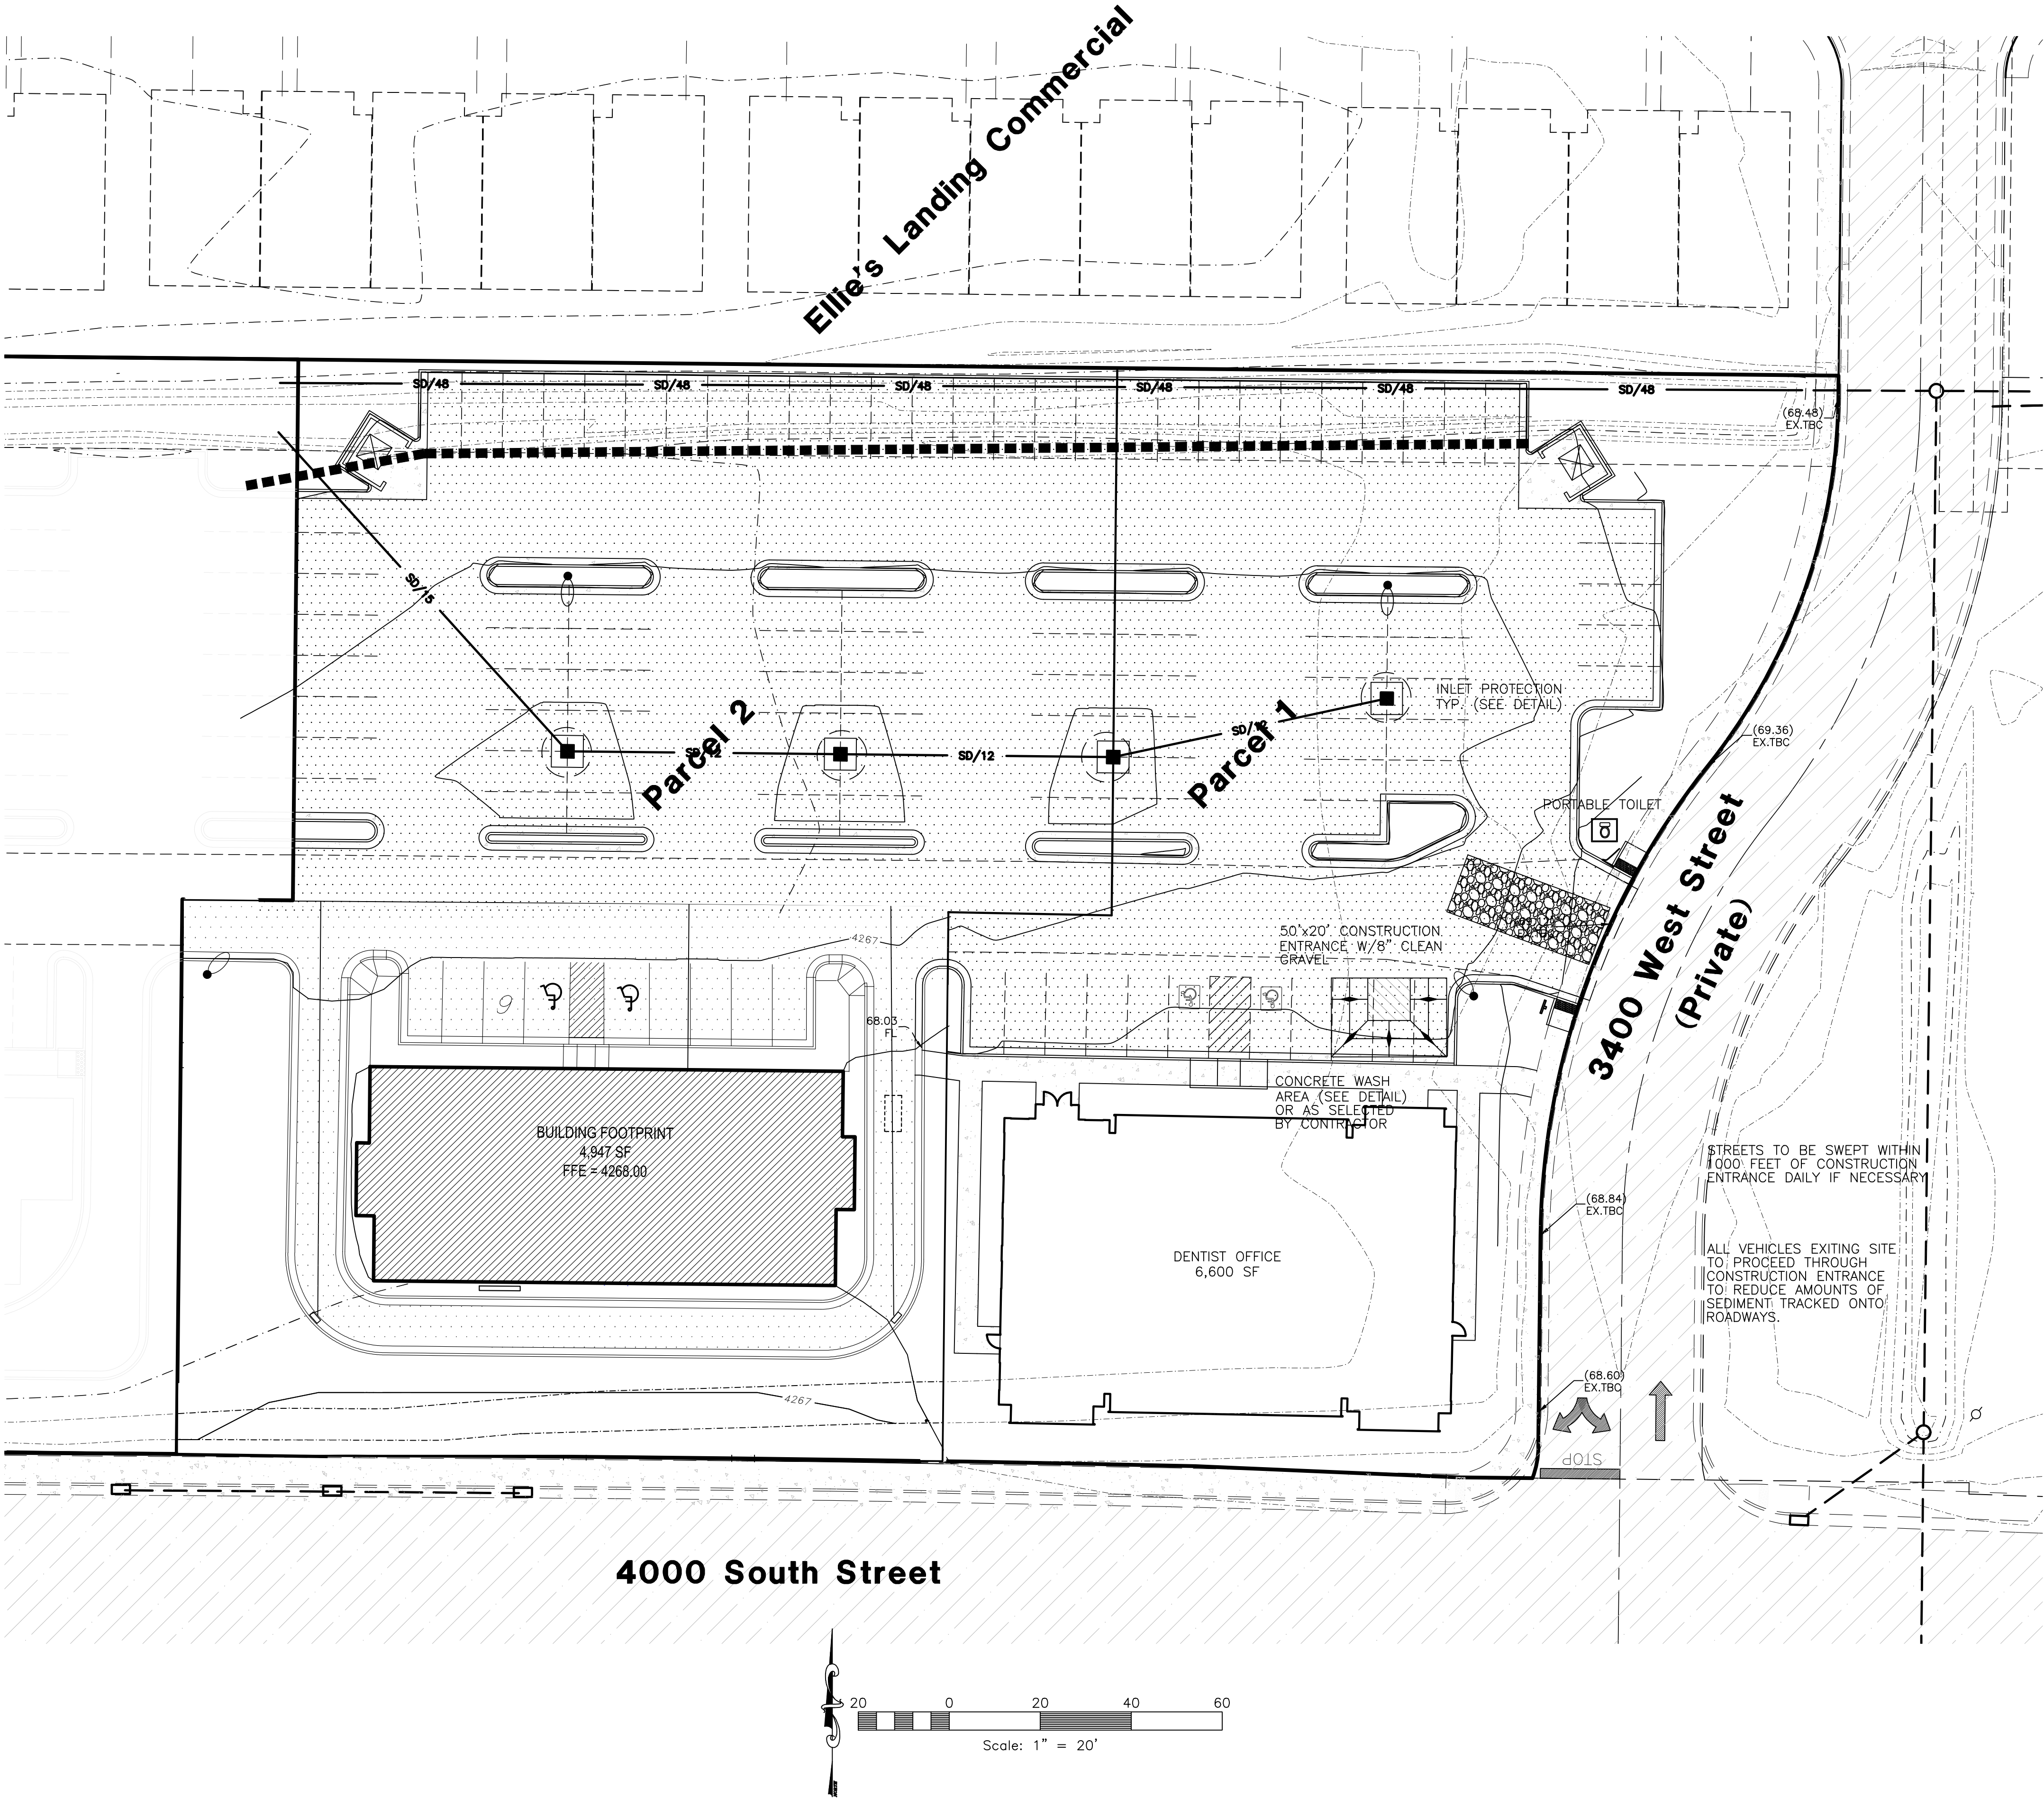 Ellie's Landing Commercial
SD/48
SD/48
SD/48
SD/48
SD/48
SD/48
(68.48)
EX.TBC
SD/15
INLET PROTECTION
TYP. (SEE DETAIL)
Parcel 2
Parcel 1
SD/12
SD/12
SD/12
(69.36)
EX.TBC
PORTABLE TOILET
3400 West Street
(Private)
50'x20' CONSTRUCTION
ENTRANCE W/8" CLEAN
GRAVEL
4267
9
68.03
FL
CONCRETE WASH
AREA (SEE DETAIL)
OR AS SELECTED
BY CONTRACTOR
BUILDING FOOTPRINT
4,947 SF
FFE = 4268.00
STREETS TO BE SWEPT WITHIN
1000 FEET OF CONSTRUCTION
ENTRANCE DAILY IF NECESSARY
(68.84)
EX.TBC
DENTIST OFFICE
6,600 SF
ALL VEHICLES EXITING SITE
TO PROCEED THROUGH
CONSTRUCTION ENTRANCE
TO REDUCE AMOUNTS OF
SEDIMENT TRACKED ONTO
ROADWAYS.
(68.60)
EX.TBC
4267
STOP
4000 South Street
20 0 20 40 60
Scale: 1" = 20'